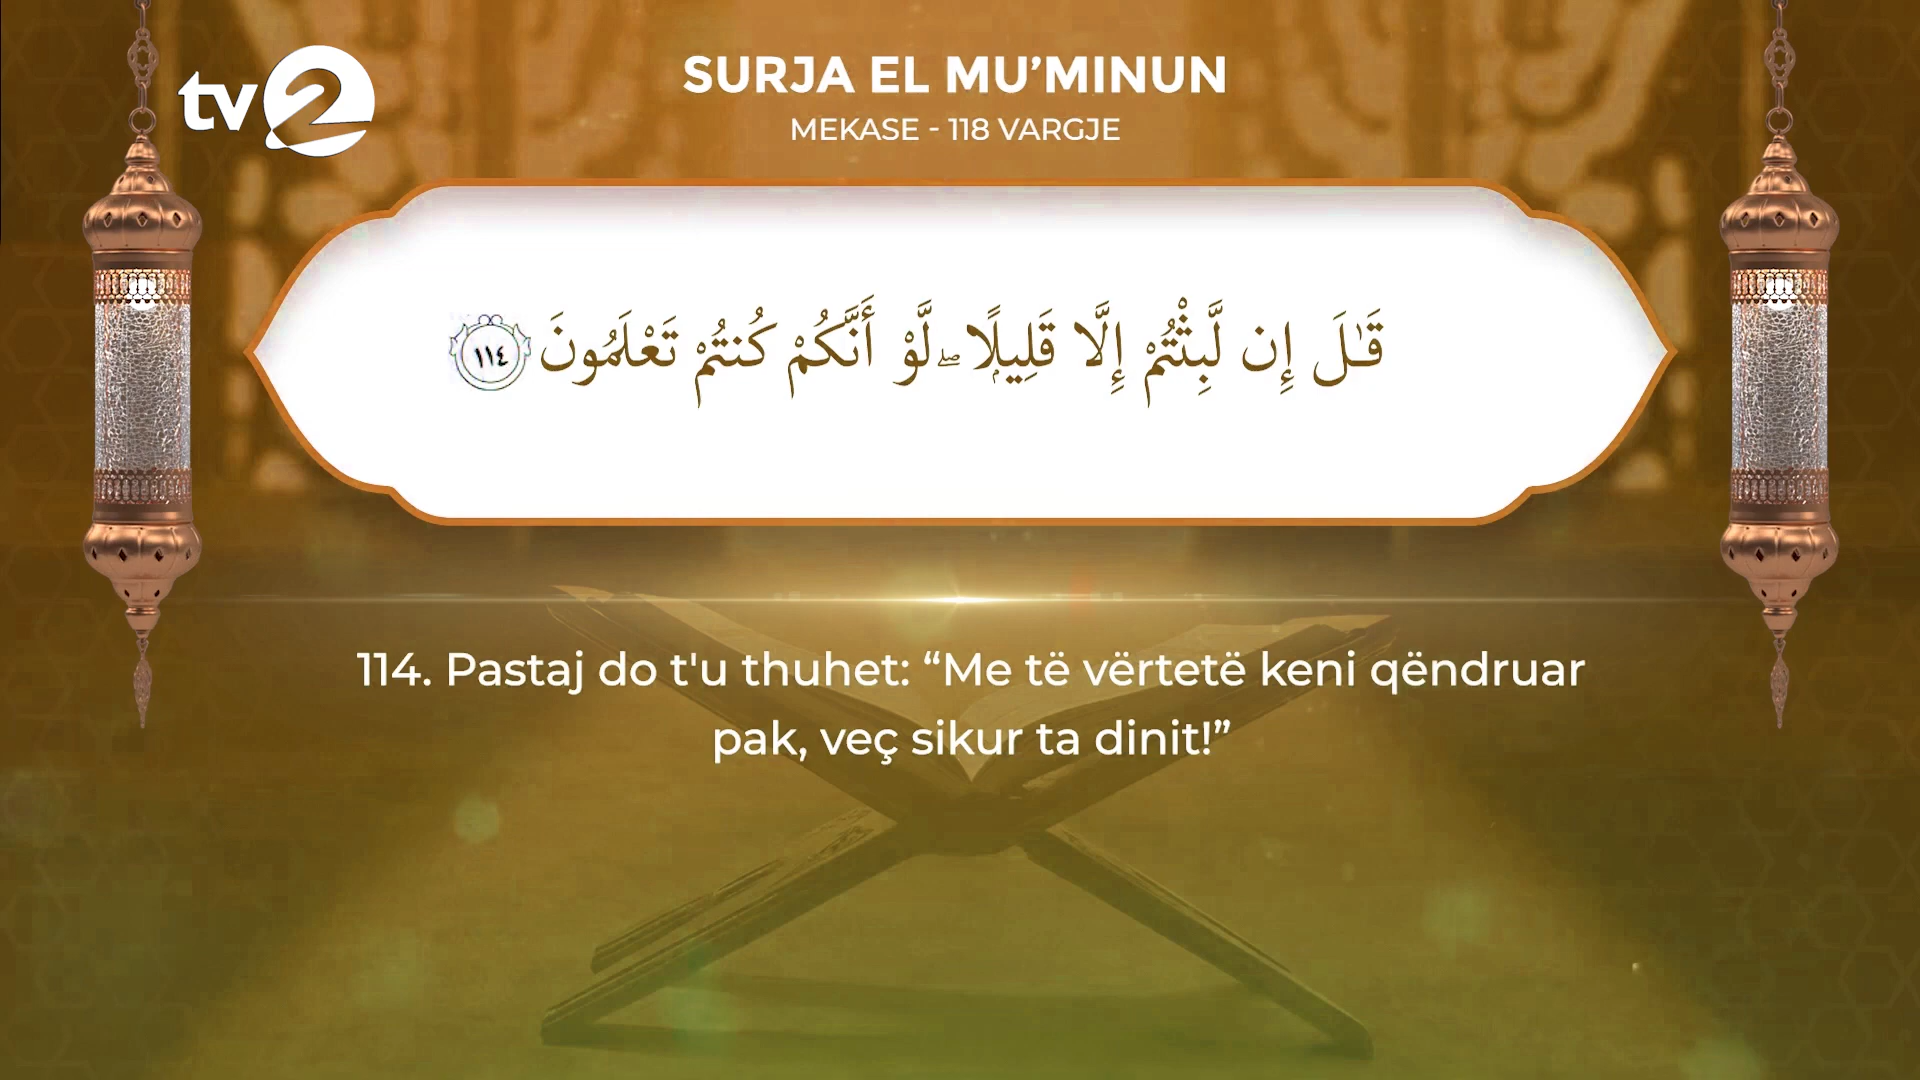 tv2
SURJA EL MU’MINUN
MEKASE - 118 VARGJE
قَـٰلَ إِن لَّبِثْتُمْ إِلَّا قَلِيلًا ۖ لَّوْ أَنَّكُمْ كُنتُمْ تَعْلَمُونَ ١١٤
114. Pastaj do t'u thuhet: “Me të vërtetë keni qëndruar
pak, veç sikur ta dinit!”